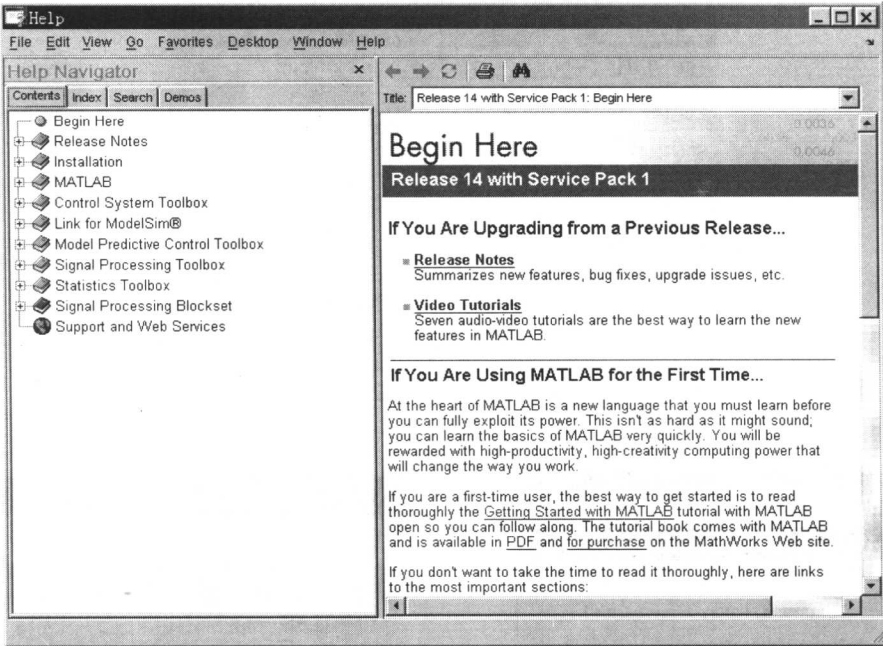 Help
File Edit View Go Favorites Desktop Window Help
Help Navigator
Contents Index Search Demos
Begin Here
Release Notes
Installation
MATLAB
Control System Toolbox
Link for ModelSim®
Model Predictive Control Toolbox
Signal Processing Toolbox
Statistics Toolbox
Signal Processing Blockset
Support and Web Services
Title: Release 14 with Service Pack 1: Begin Here
0.0036
Begin Here
0.0046
Release 14 with Service Pack 1
If You Are Upgrading from a Previous Release...
Release Notes
Summarizes new features, bug fixes, upgrade issues, etc.
Video Tutorials
Seven audio-video tutorials are the best way to learn the new
features in MATLAB.
If You Are Using MATLAB for the First Time...
At the heart of MATLAB is a new language that you must learn before
you can fully exploit its power. This isn't as hard as it might sound;
you can learn the basics of MATLAB very quickly. You will be
rewarded with high-productivity, high-creativity computing power that
will change the way you work.
If you are a first-time user, the best way to get started is to read
thoroughly the Getting Started with MATLAB tutorial with MATLAB
open so you can follow along. The tutorial book comes with MATLAB
and is available in PDF and for purchase on the MathWorks Web site.
If you don't want to take the time to read it thoroughly, here are links
to the most important sections: